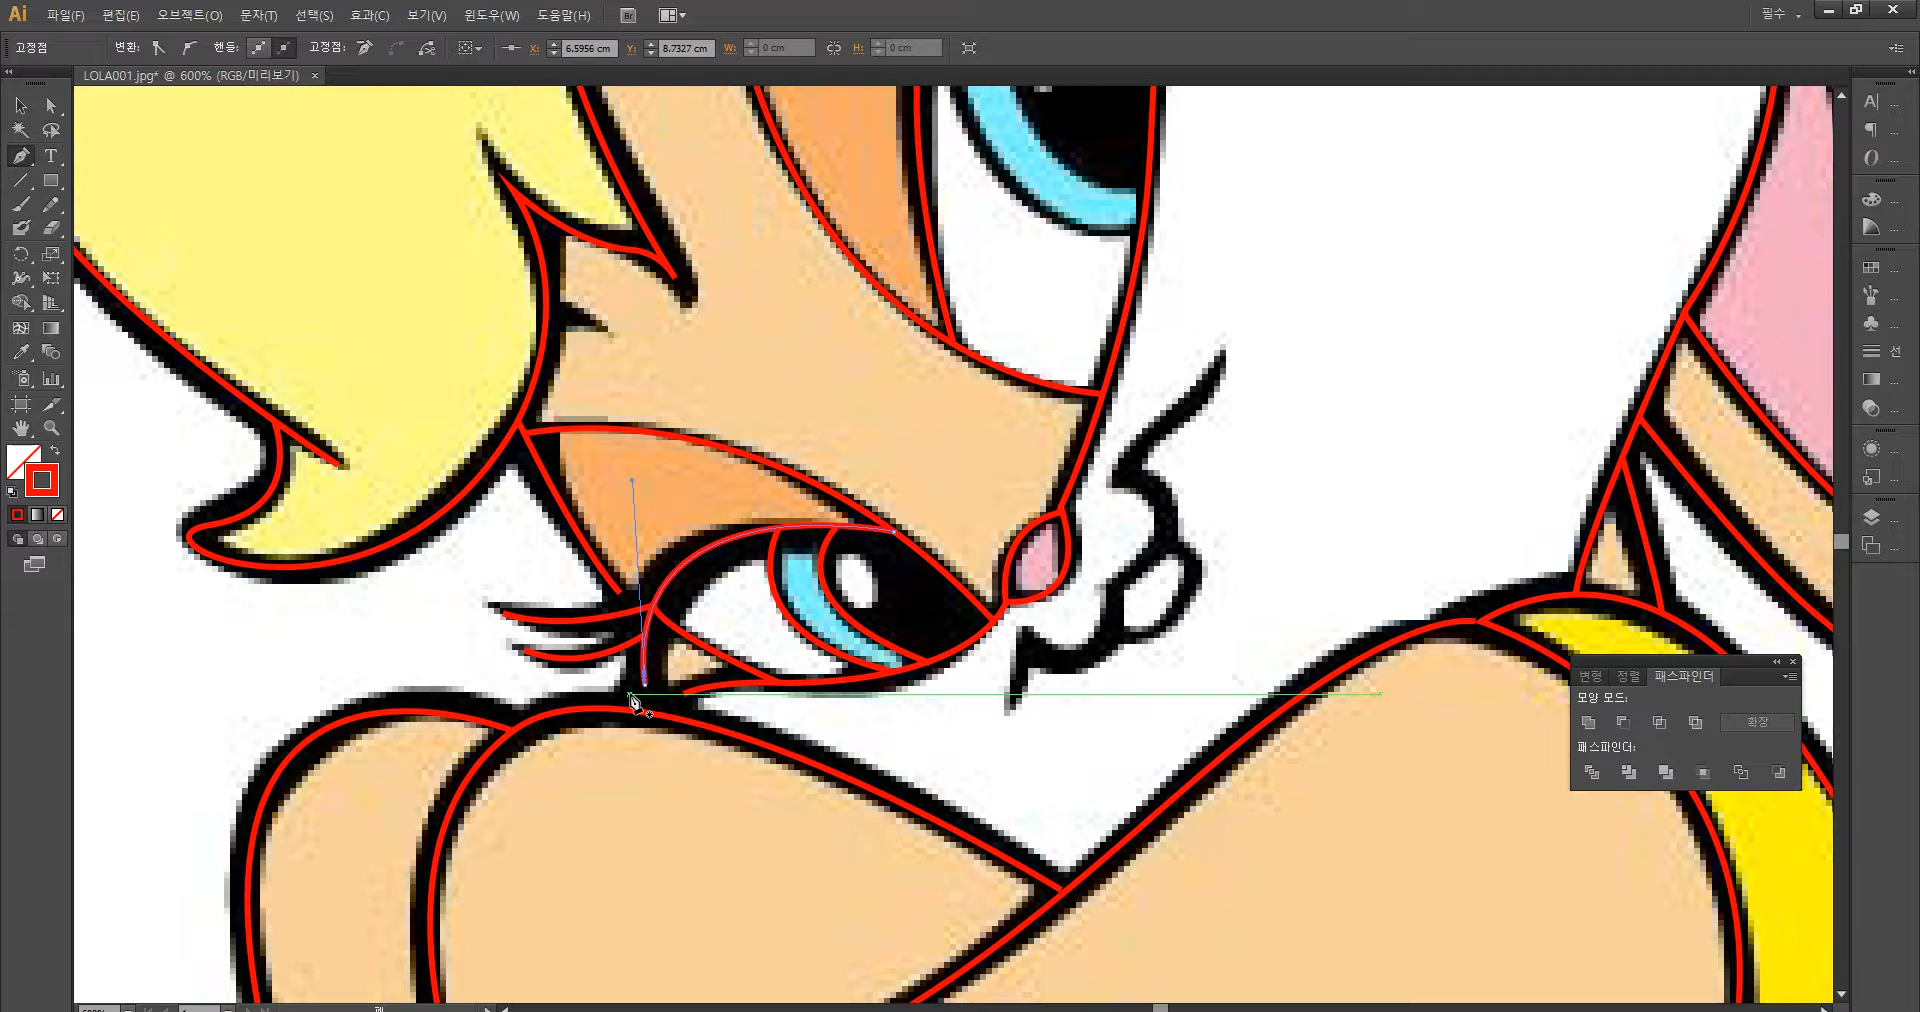 Ai 파일(F) 편집(E) 오브젝트(O) 문자(T) 선택(S) 효과(C) 보기(V) 윈도우(W) 도움말(H) Br 필수
고정점 변환: 핸들: 고정점: X: 6.5956 cm Y: 8.7327 cm W: 0 cm H: 0 cm
LOLA001.jpg* @ 600% (RGB/미리보기) ×
선
변형 정렬 패스파인더
모양 모드:
확장
패스파인더:
펜